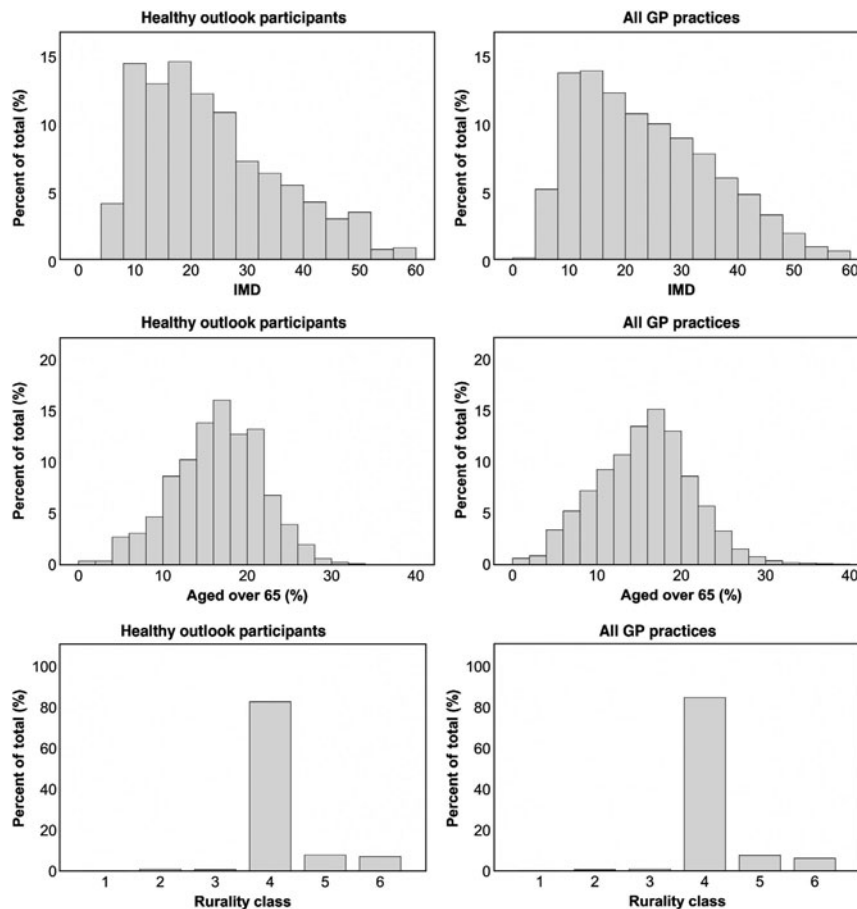 Healthy outlook participants
Percent of total (%)
15
10
5
0
0 10 20 30 40 50 60
IMD
All GP practices
Percent of total (%)
15
10
5
0
0 10 20 30 40 50 60
IMD
Healthy outlook participants
Percent of total (%)
20
15
10
5
0
0 10 20 30 40
Aged over 65 (%)
All GP practices
Percent of total (%)
20
15
10
5
0
0 10 20 30 40
Aged over 65 (%)
Healthy outlook participants
Percent of total (%)
100
80
60
40
20
0
1 2 3 4 5 6
Rurality class
All GP practices
Percent of total (%)
100
80
60
40
20
0
1 2 3 4 5 6
Rurality class